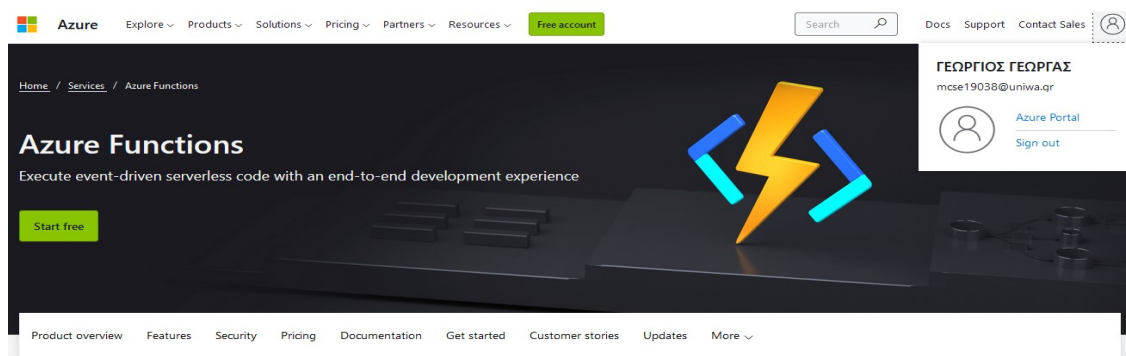 Azure Explore Products Solutions Pricing Partners Resources Free account Search Docs Support Contact Sales
ΓΕΩΡΓΙΟΣ ΓΕΩΡΓΑΣ
mcse19038@uniwa.gr
Azure Portal
Sign out
Home / Services / Azure Functions
Azure Functions
Execute event-driven serverless code with an end-to-end development experience
Start free
Product overview Features Security Pricing Documentation Get started Customer stories Updates More